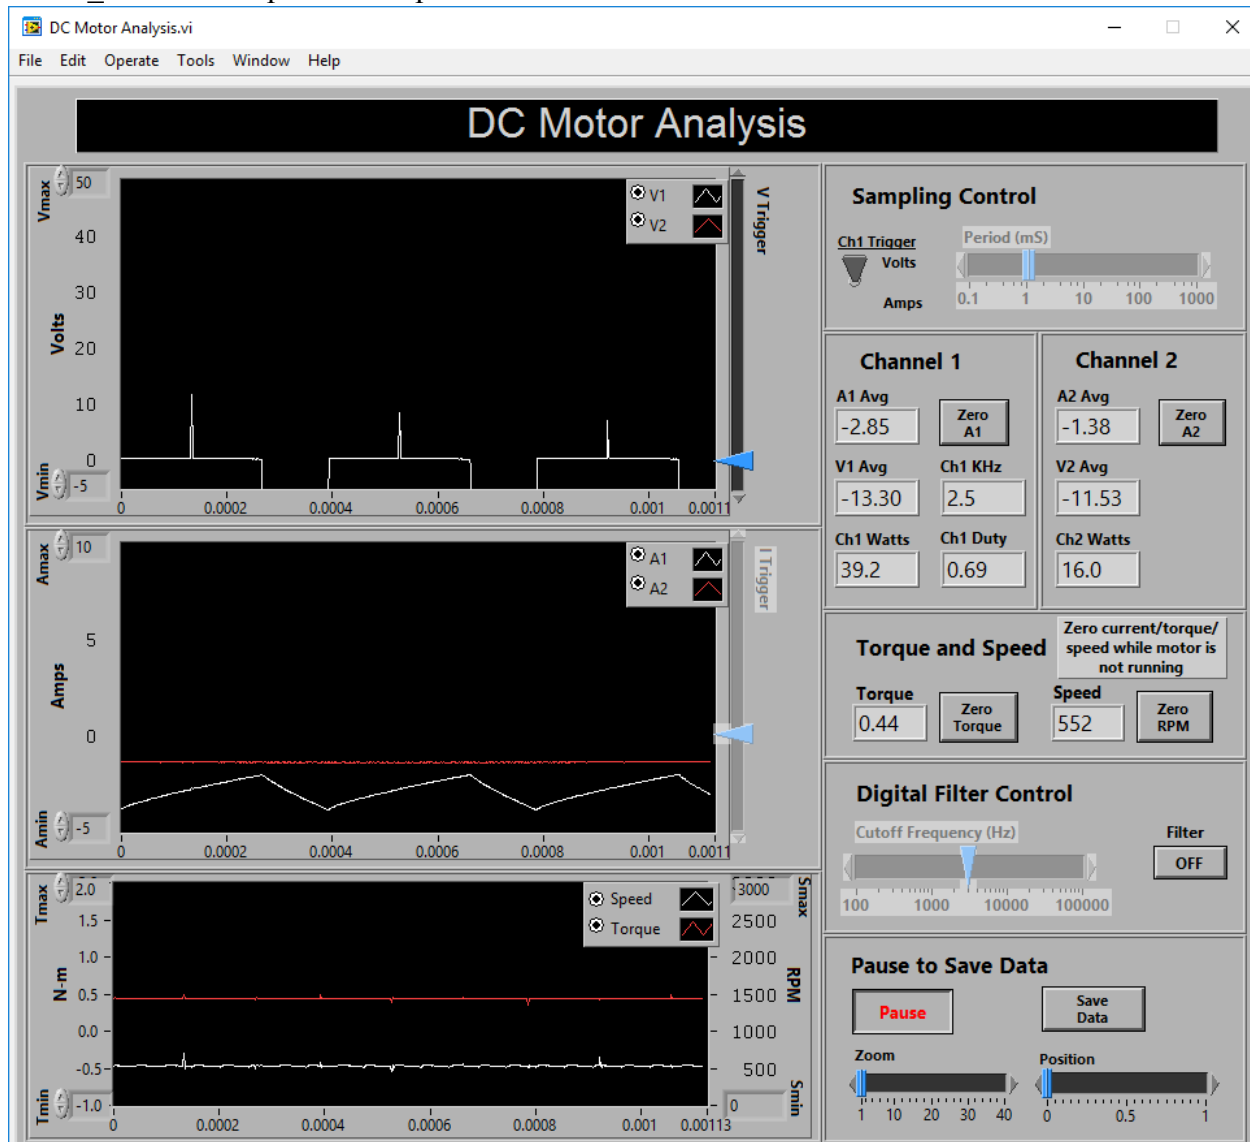 DC Motor Analysis.vi
File Edit Operate Tools Window Help
DC Motor Analysis
Vmax
50
40
30
20
10
0
-5
Volts
Vmin
V1
V2
V Trigger
0 0.0002 0.0004 0.0006 0.0008 0.001 0.0011
Amax
10
5
0
-5
Amps
Amin
A1
A2
I Trigger
0 0.0002 0.0004 0.0006 0.0008 0.001 0.0011
Tmax
2.0
1.5
1.0
0.5
0.0
-0.5
-1.0
N-m
Tmin
Speed
Torque
3000
2500
2000
1500
1000
500
0
Smax
RPM
Smin
0 0.0002 0.0004 0.0006 0.0008 0.001 0.00113
Sampling Control
Ch1 Trigger
Volts
Amps
Period (mS)
0.1 1 10 100 1000
Channel 1
A1 Avg
-2.85
Zero
A1
V1 Avg Ch1 KHz
-13.30 2.5
Ch1 Watts Ch1 Duty
39.2 0.69
Channel 2
A2 Avg
-1.38
Zero
A2
V2 Avg
-11.53
Ch2 Watts
16.0
Torque and Speed
Zero current/torque/
speed while motor is
not running
Torque
0.44
Zero
Torque
Speed
552
Zero
RPM
Digital Filter Control
Cutoff Frequency (Hz)
100 1000 10000 100000
Filter
OFF
Pause to Save Data
Pause
Save
Data
Zoom
1 10 20 30 40
Position
0 0.5 1